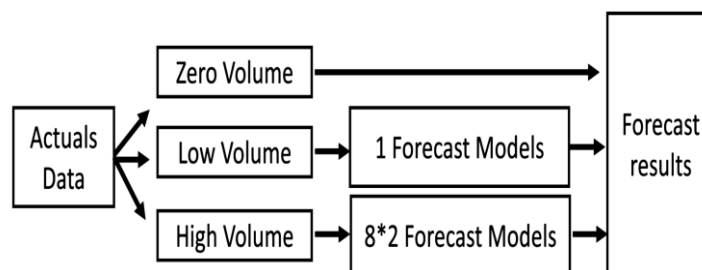 Actuals
Data
Zero Volume
Low Volume
High Volume
1 Forecast Models
8*2 Forecast Models
Forecast
results